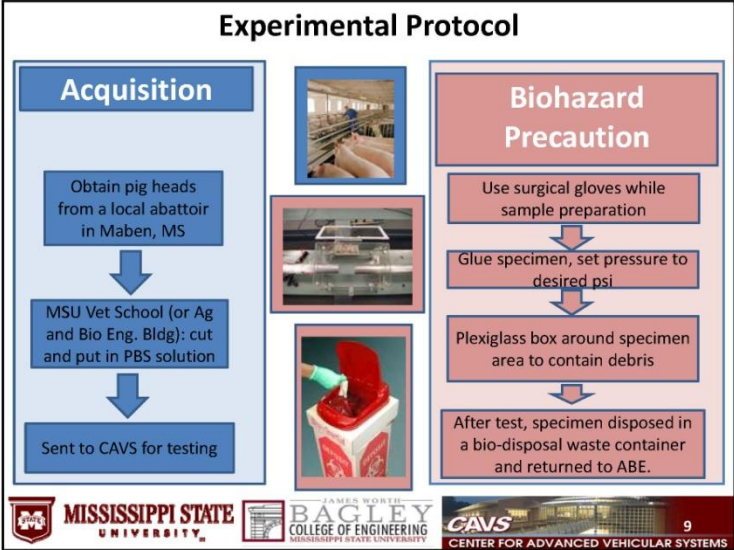 Experimental Protocol
Acquisition
Obtain pig heads
from a local abattoir
in Maben, MS
MSU Vet School (or Ag
and Bio Eng. Bldg): cut
and put in PBS solution
Sent to CAVS for testing
Biohazard
Precaution
Use surgical gloves while
sample preparation
Glue specimen, set pressure to
desired psi
Plexiglass box around specimen
area to contain debris
After test, specimen disposed in
a bio-disposal waste container
and returned to ABE.
STATE
MISSISSIPPI STATE
UNIVERSITY
JAMES WORTH
BAGLEY
COLLEGE OF ENGINEERING
MISSISSIPPI STATE UNIVERSITY
CAVS
9
CENTER FOR ADVANCED VEHICULAR SYSTEMS